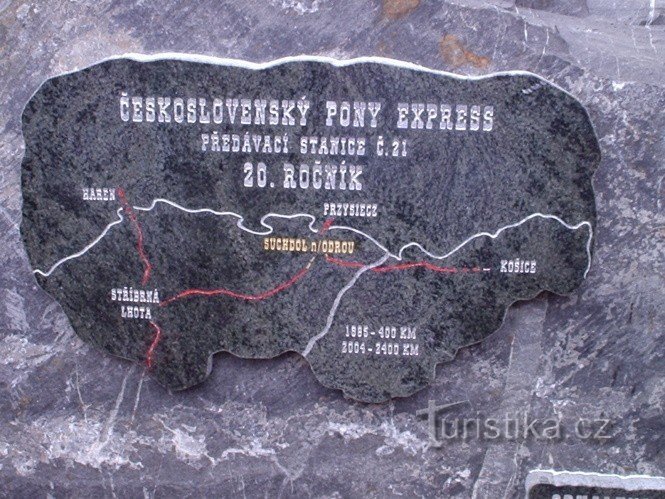 ČESKOSLOVENSKÝ PONY EXPRESS
PŘEDÁVACÍ STANICE Č.21
20. ROČNÍK
HAREN
PRZYSIECZ
SUCHDOL n/ODROU
KOŠICE
STŘÍBRNÁ
LHOTA
1985-400 KM
2004-2400 KM
Turistika.cz